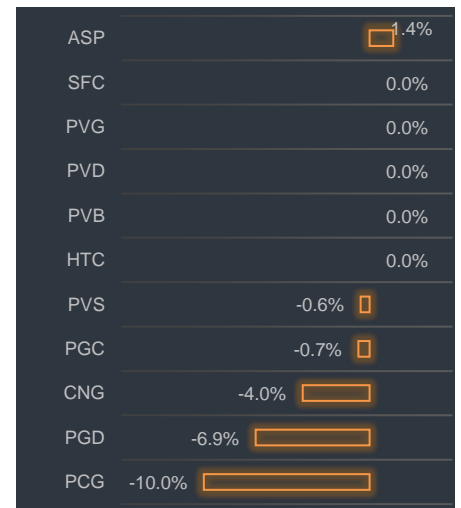 ASP 1.4%
SFC 0.0%
PVG 0.0%
PVD 0.0%
PVB 0.0%
HTC 0.0%
PVS -0.6%
PGC -0.7%
CNG -4.0%
PGD -6.9%
PCG -10.0%